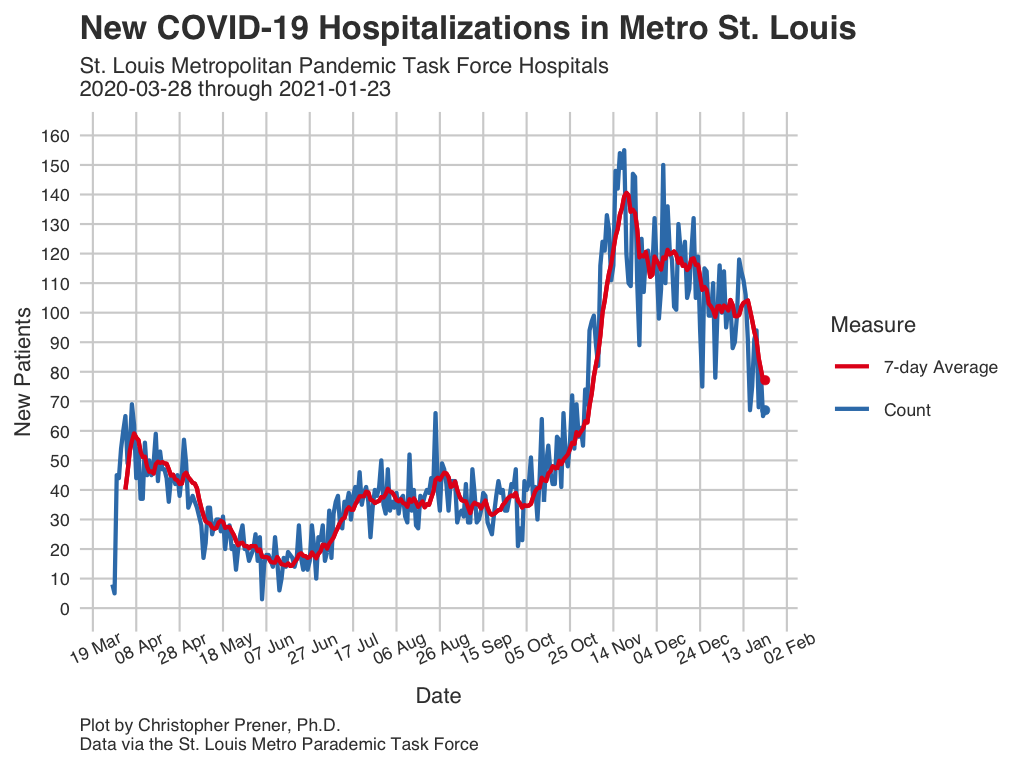 New COVID-19 Hospitalizations in Metro St. Louis
St. Louis Metropolitan Pandemic Task Force Hospitals
2020-03-28 through 2021-01-23
160
150
140
130
120
110
100
90
80
70
60
50
40
30
20
10
0
New Patients
19 Mar
08 Apr
28 Apr
18 May
07 Jun
27 Jun
17 Jul
06 Aug
26 Aug
15 Sep
05 Oct
25 Oct
14 Nov
04 Dec
24 Dec
13 Jan
02 Feb
Date
Measure
7-day Average
Count
Plot by Christopher Prener, Ph.D.
Data via the St. Louis Metro Parademic Task Force